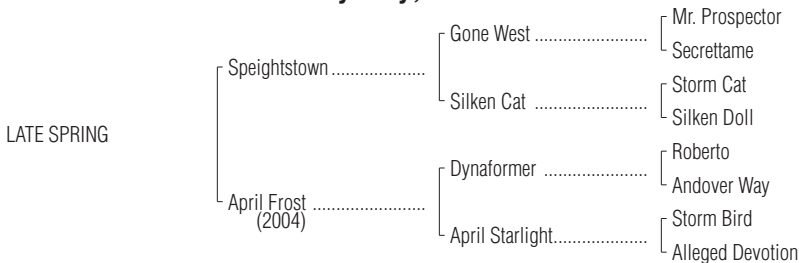 Mr. Prospector
Gone West
Secrettame
Speightstown
Storm Cat
Silken Cat
Silken Doll
LATE SPRING
Roberto
Dynaformer
Andover Way
April Frost
(2004)
Storm Bird
April Starlight
Alleged Devotion